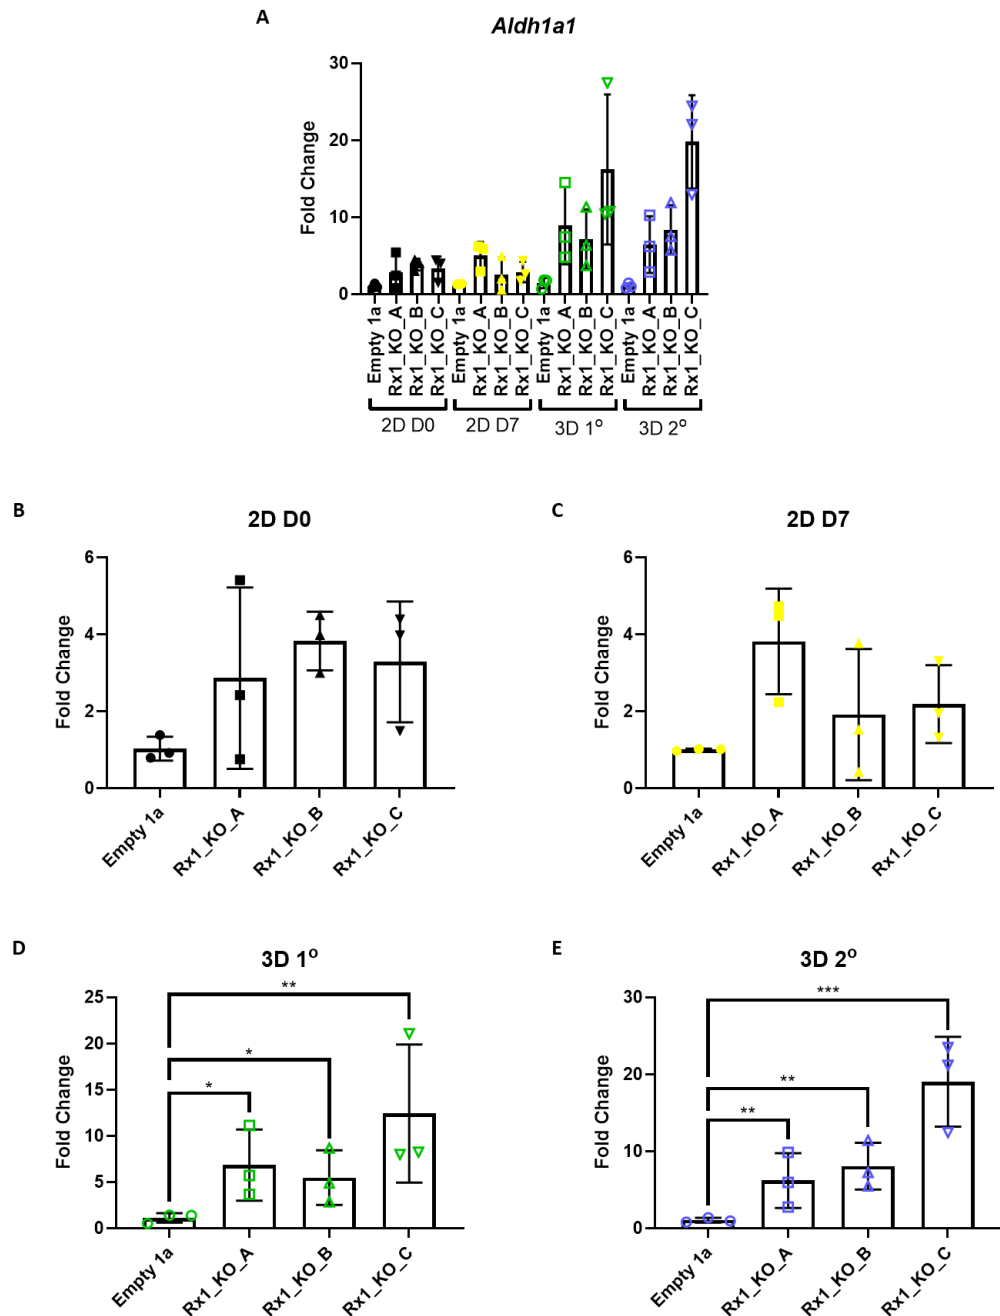 A
Aldh1a1
Fold Change
30
20
10
0
Empty 1a
Rx1_KO_A
Rx1_KO_B
Rx1_KO_C
Empty 1a
Rx1_KO_A
Rx1_KO_B
Rx1_KO_C
Empty 1a
Rx1_KO_A
Rx1_KO_B
Rx1_KO_C
Empty 1a
Rx1_KO_A
Rx1_KO_B
Rx1_KO_C
2D D0 2D D7 3D 1º 3D 2º
B
2D D0
Fold Change
6
4
2
0
Empty 1a
Rx1_KO_A
Rx1_KO_B
Rx1_KO_C
C
2D D7
Fold Change
6
4
2
0
Empty 1a
Rx1_KO_A
Rx1_KO_B
Rx1_KO_C
D
3D 1º
Fold Change
25
20
15
10
5
0
**
*
*
Empty 1a
Rx1_KO_A
Rx1_KO_B
Rx1_KO_C
E
3D 2º
Fold Change
30
20
10
0
***
**
**
Empty 1a
Rx1_KO_A
Rx1_KO_B
Rx1_KO_C